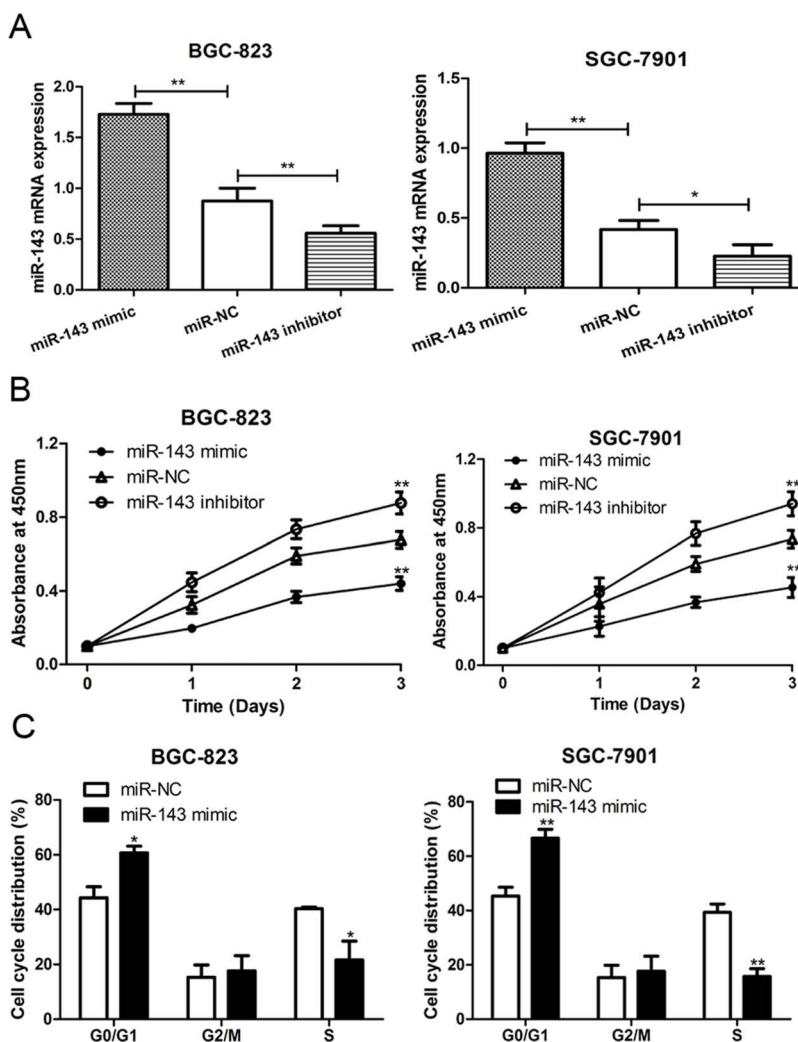 A
BGC-823
miR-143 mRNA expression
2.0
1.5
1.0
0.5
0.0
**
**
miR-143 mimic
miR-NC
miR-143 inhibitor
SGC-7901
miR-143 mRNA expression
1.5
1.0
0.5
0.0
**
*
miR-143 mimic
miR-NC
miR-143 inhibitor
B
BGC-823
Absorbance at 450nm
1.2
0.8
0.4
0.0
miR-143 mimic
miR-NC
miR-143 inhibitor
**
**
0 1 2 3
Time (Days)
SGC-7901
Absorbance at 450nm
1.2
0.8
0.4
0.0
miR-143 mimic
miR-NC
miR-143 inhibitor
**
**
0 1 2 3
Time (Days)
C
BGC-823
Cell cycle distribution (%)
80
60
40
20
0
miR-NC
miR-143 mimic
*
*
G0/G1 G2/M S
SGC-7901
Cell cycle distribution (%)
80
60
40
20
0
miR-NC
miR-143 mimic
**
**
G0/G1 G2/M S